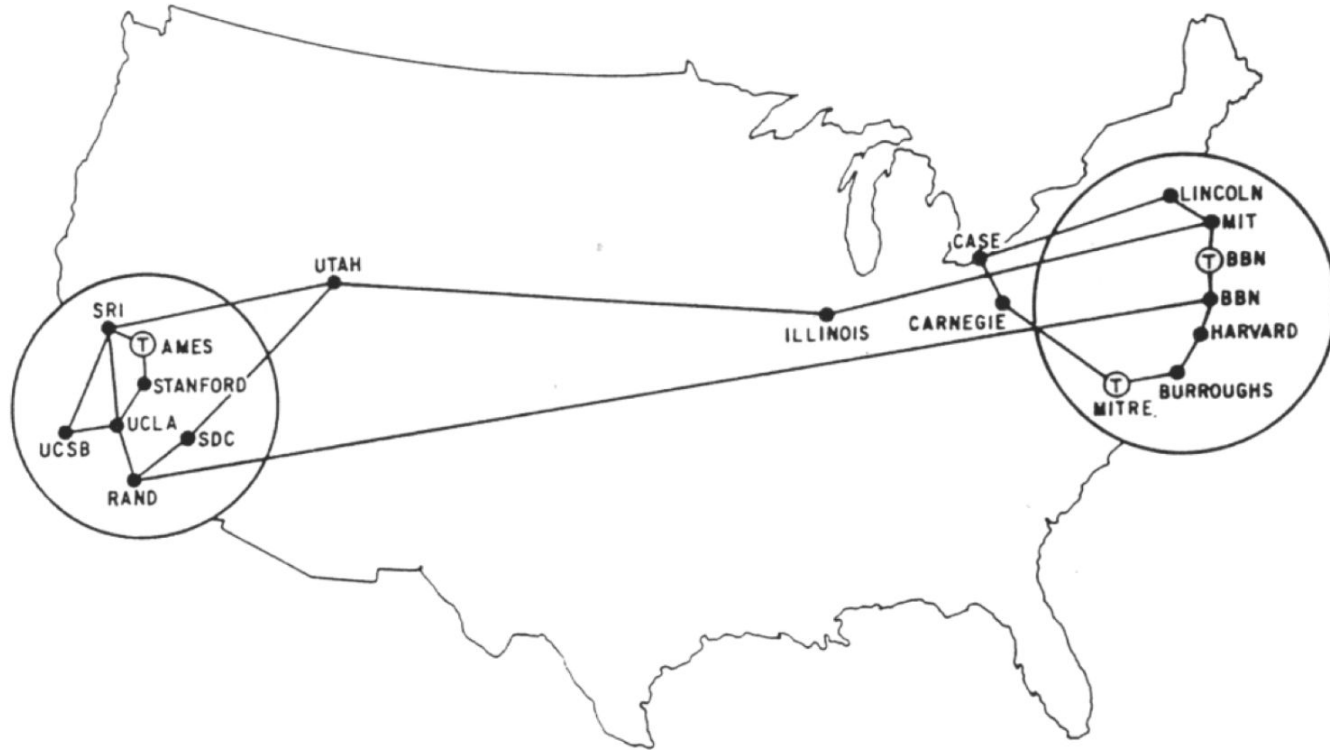 LINCOLN
MIT
CASE
T BBN
UTAH
BBN
SRI
ILLINOIS
CARNEGIE
HARVARD
T AMES
STANFORD
T
BURROUGHS
MITRE
UCLA
SDC
UCSB
RAND